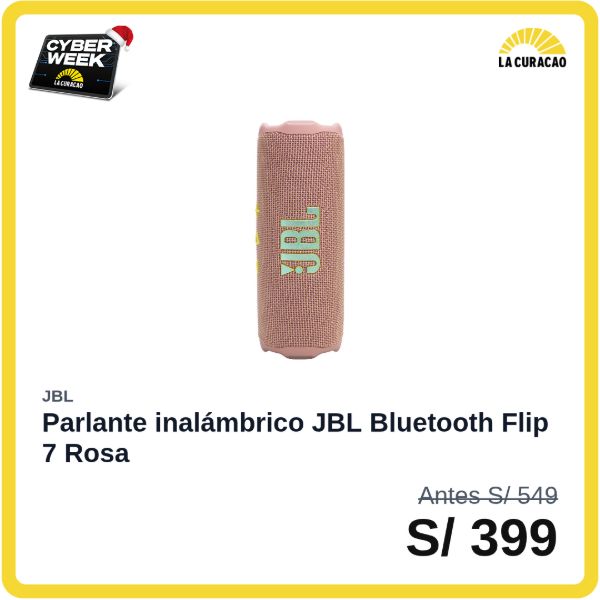 CYBER
WEEK
LA CURACAO
LA CURACAO
JBL
JBL
Parlante inalámbrico JBL Bluetooth Flip
7 Rosa
Antes S/ 549
S/ 399